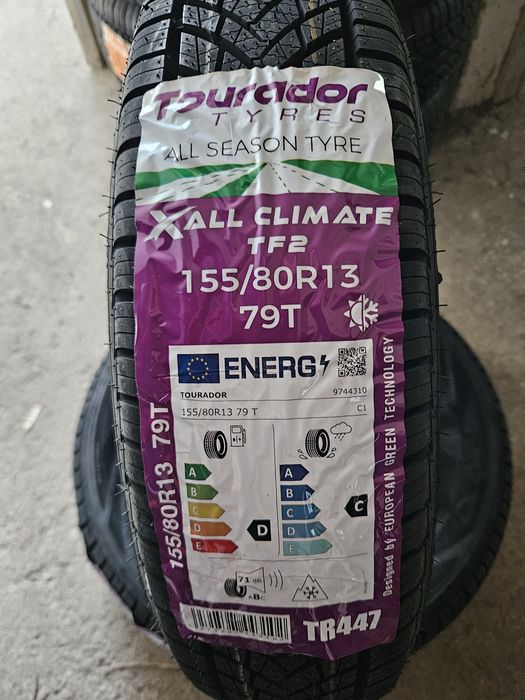 Tourador
TYRES
ALL SEASON TYRE
X ALL CLIMATE
TF2
155/80R13
79T
ENERG
TOURADOR
9744310
155/80R13 79 T
C1
A
B
C
D
E
D
A
B
C
D
E
C
71 dB
ABC
155/80R13 79T
Designed by EUROPEAN GREEN TECHNOLOGY
TR447